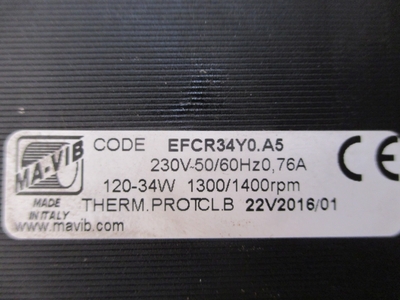 MA-VIB
CODE EFCR34Y0.A5
230V-50/60Hz0,76A
120-34W 1300/1400rpm
MADE IN ITALY
THERM.PROTCL.B 22V2016/01
www.mavib.com
CE